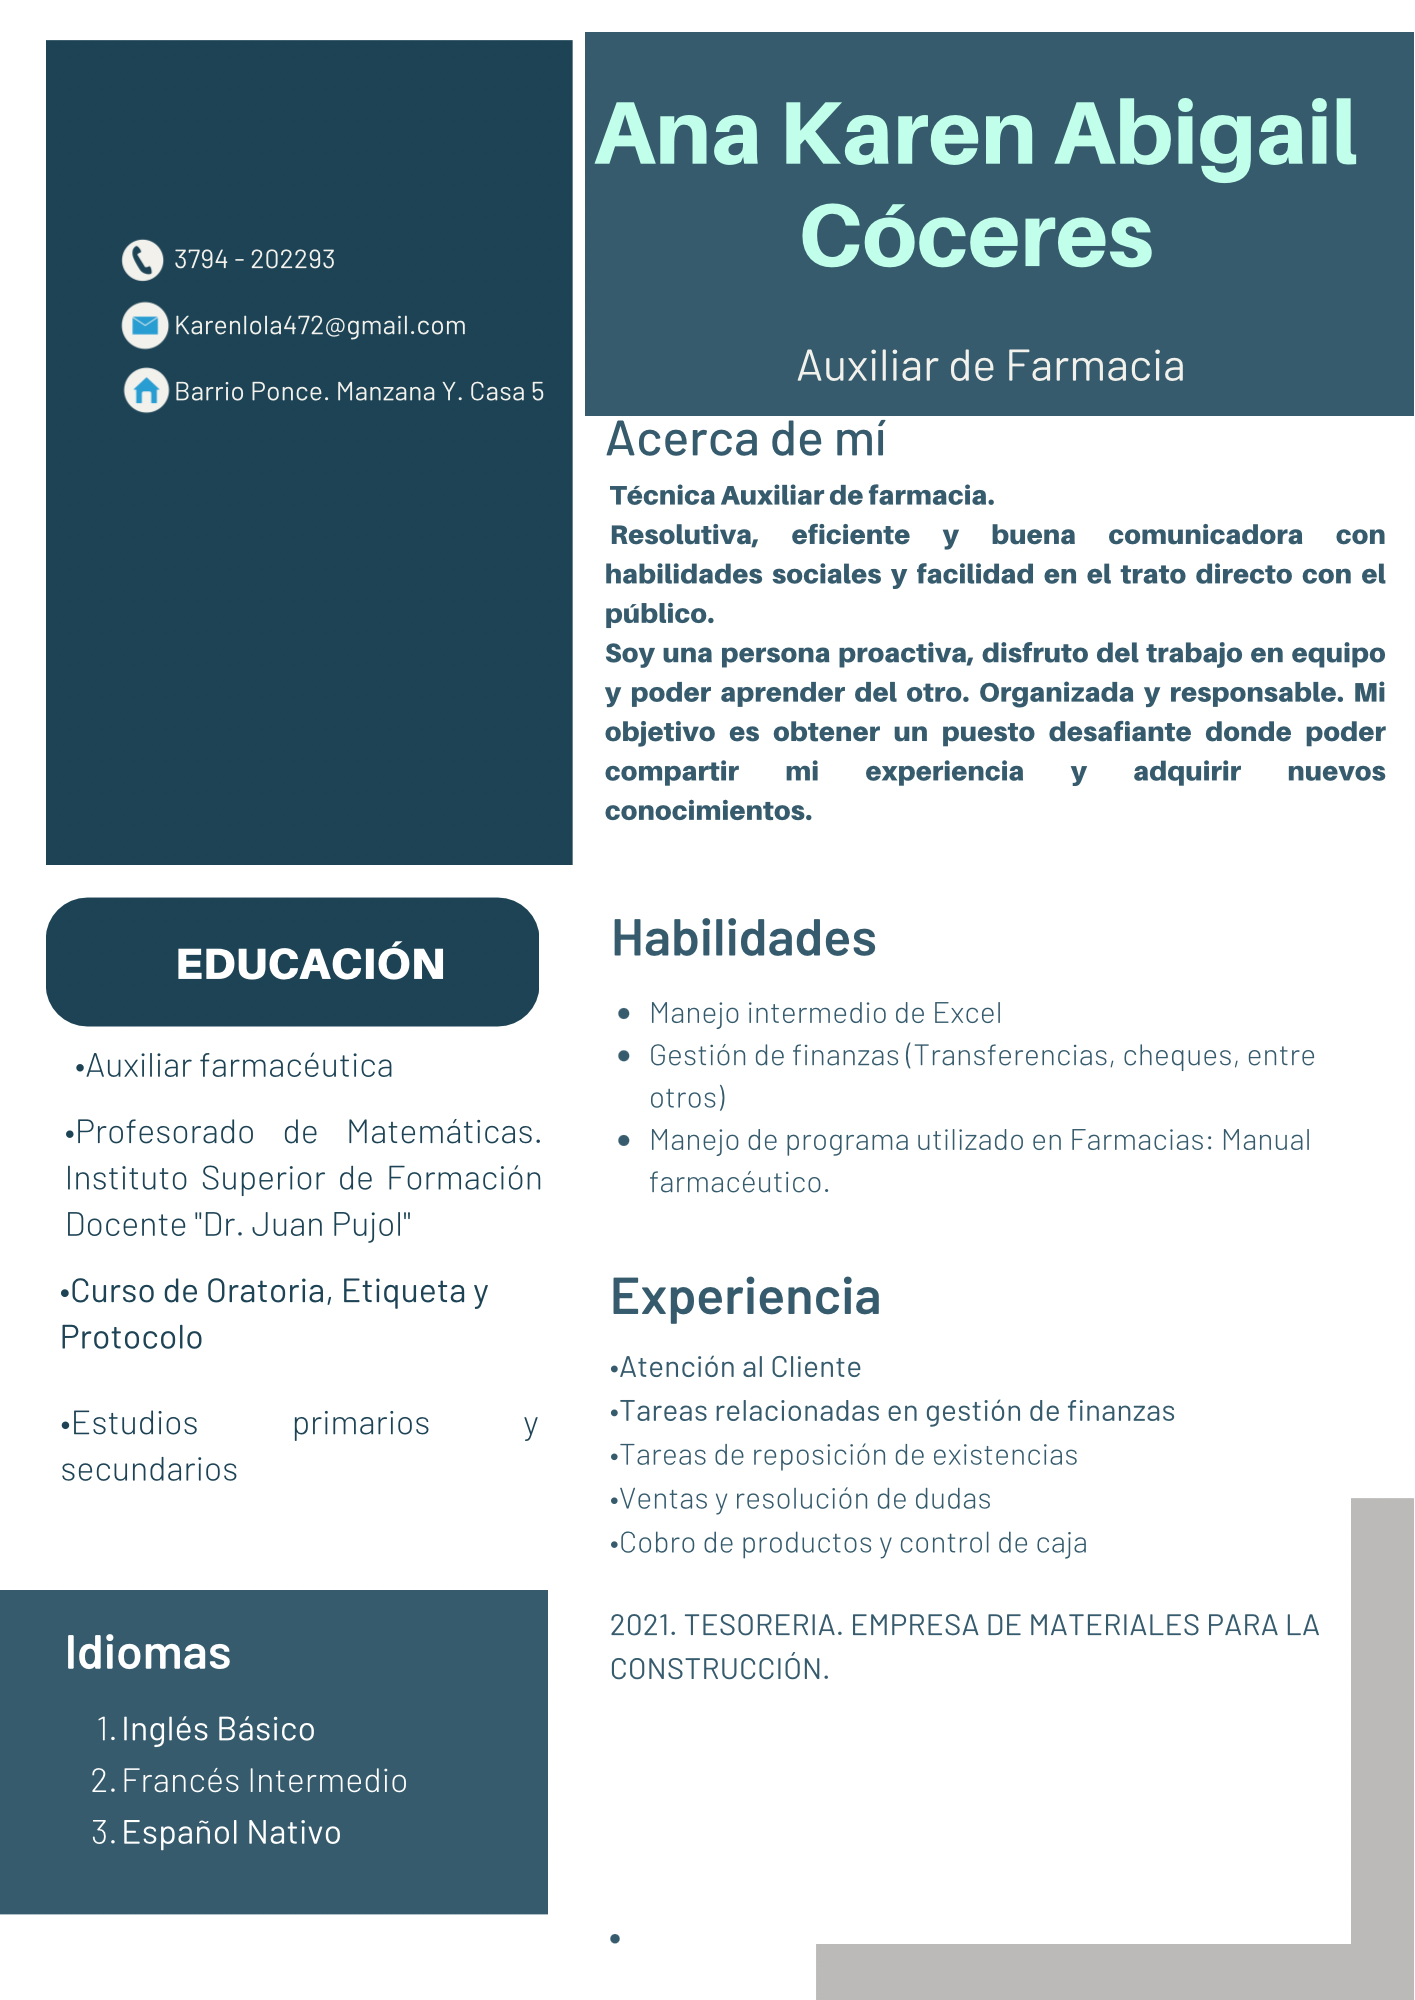 Ana Karen Abigail
Cóceres
Auxiliar de Farmacia
3794 - 202293
Karenlola472@gmail.com
Barrio Ponce. Manzana Y. Casa 5
Acerca de mí
Técnica Auxiliar de farmacia.
Resolutiva, eficiente y buena comunicadora con
habilidades sociales y facilidad en el trato directo con el
público.
Soy una persona proactiva, disfruto del trabajo en equipo
y poder aprender del otro. Organizada y responsable. Mi
objetivo es obtener un puesto desafiante donde poder
compartir mi experiencia y adquirir nuevos
conocimientos.
EDUCACIÓN
•Auxiliar farmacéutica
•Profesorado de Matemáticas.
Instituto Superior de Formación
Docente "Dr. Juan Pujol"
•Curso de Oratoria, Etiqueta y
Protocolo
•Estudios primarios y
secundarios
Idiomas
1. Inglés Básico
2. Francés Intermedio
3. Español Nativo
Habilidades
• Manejo intermedio de Excel
• Gestión de finanzas (Transferencias, cheques, entre
otros)
• Manejo de programa utilizado en Farmacias: Manual
farmacéutico.
Experiencia
•Atención al Cliente
•Tareas relacionadas en gestión de finanzas
•Tareas de reposición de existencias
•Ventas y resolución de dudas
•Cobro de productos y control de caja
2021. TESORERIA. EMPRESA DE MATERIALES PARA LA
CONSTRUCCIÓN.
•